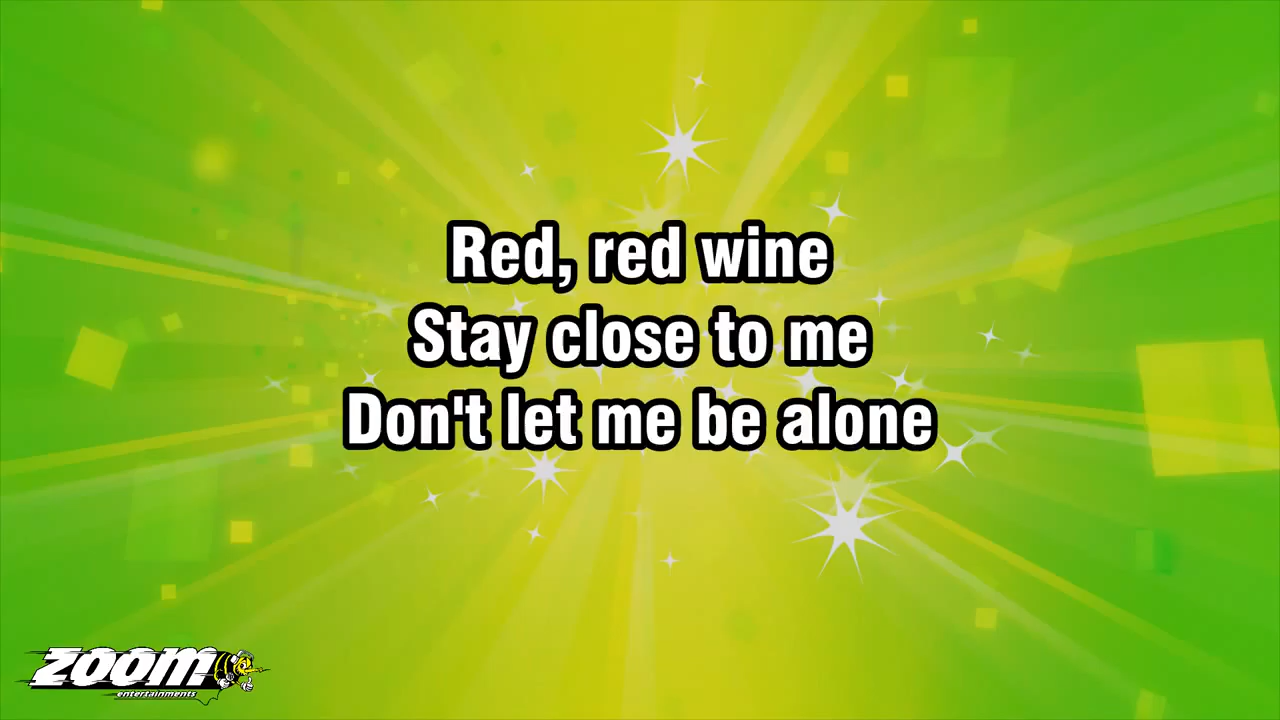 Red, red wine
Stay close to me
Don't let me be alone
ZOOM
entertainments